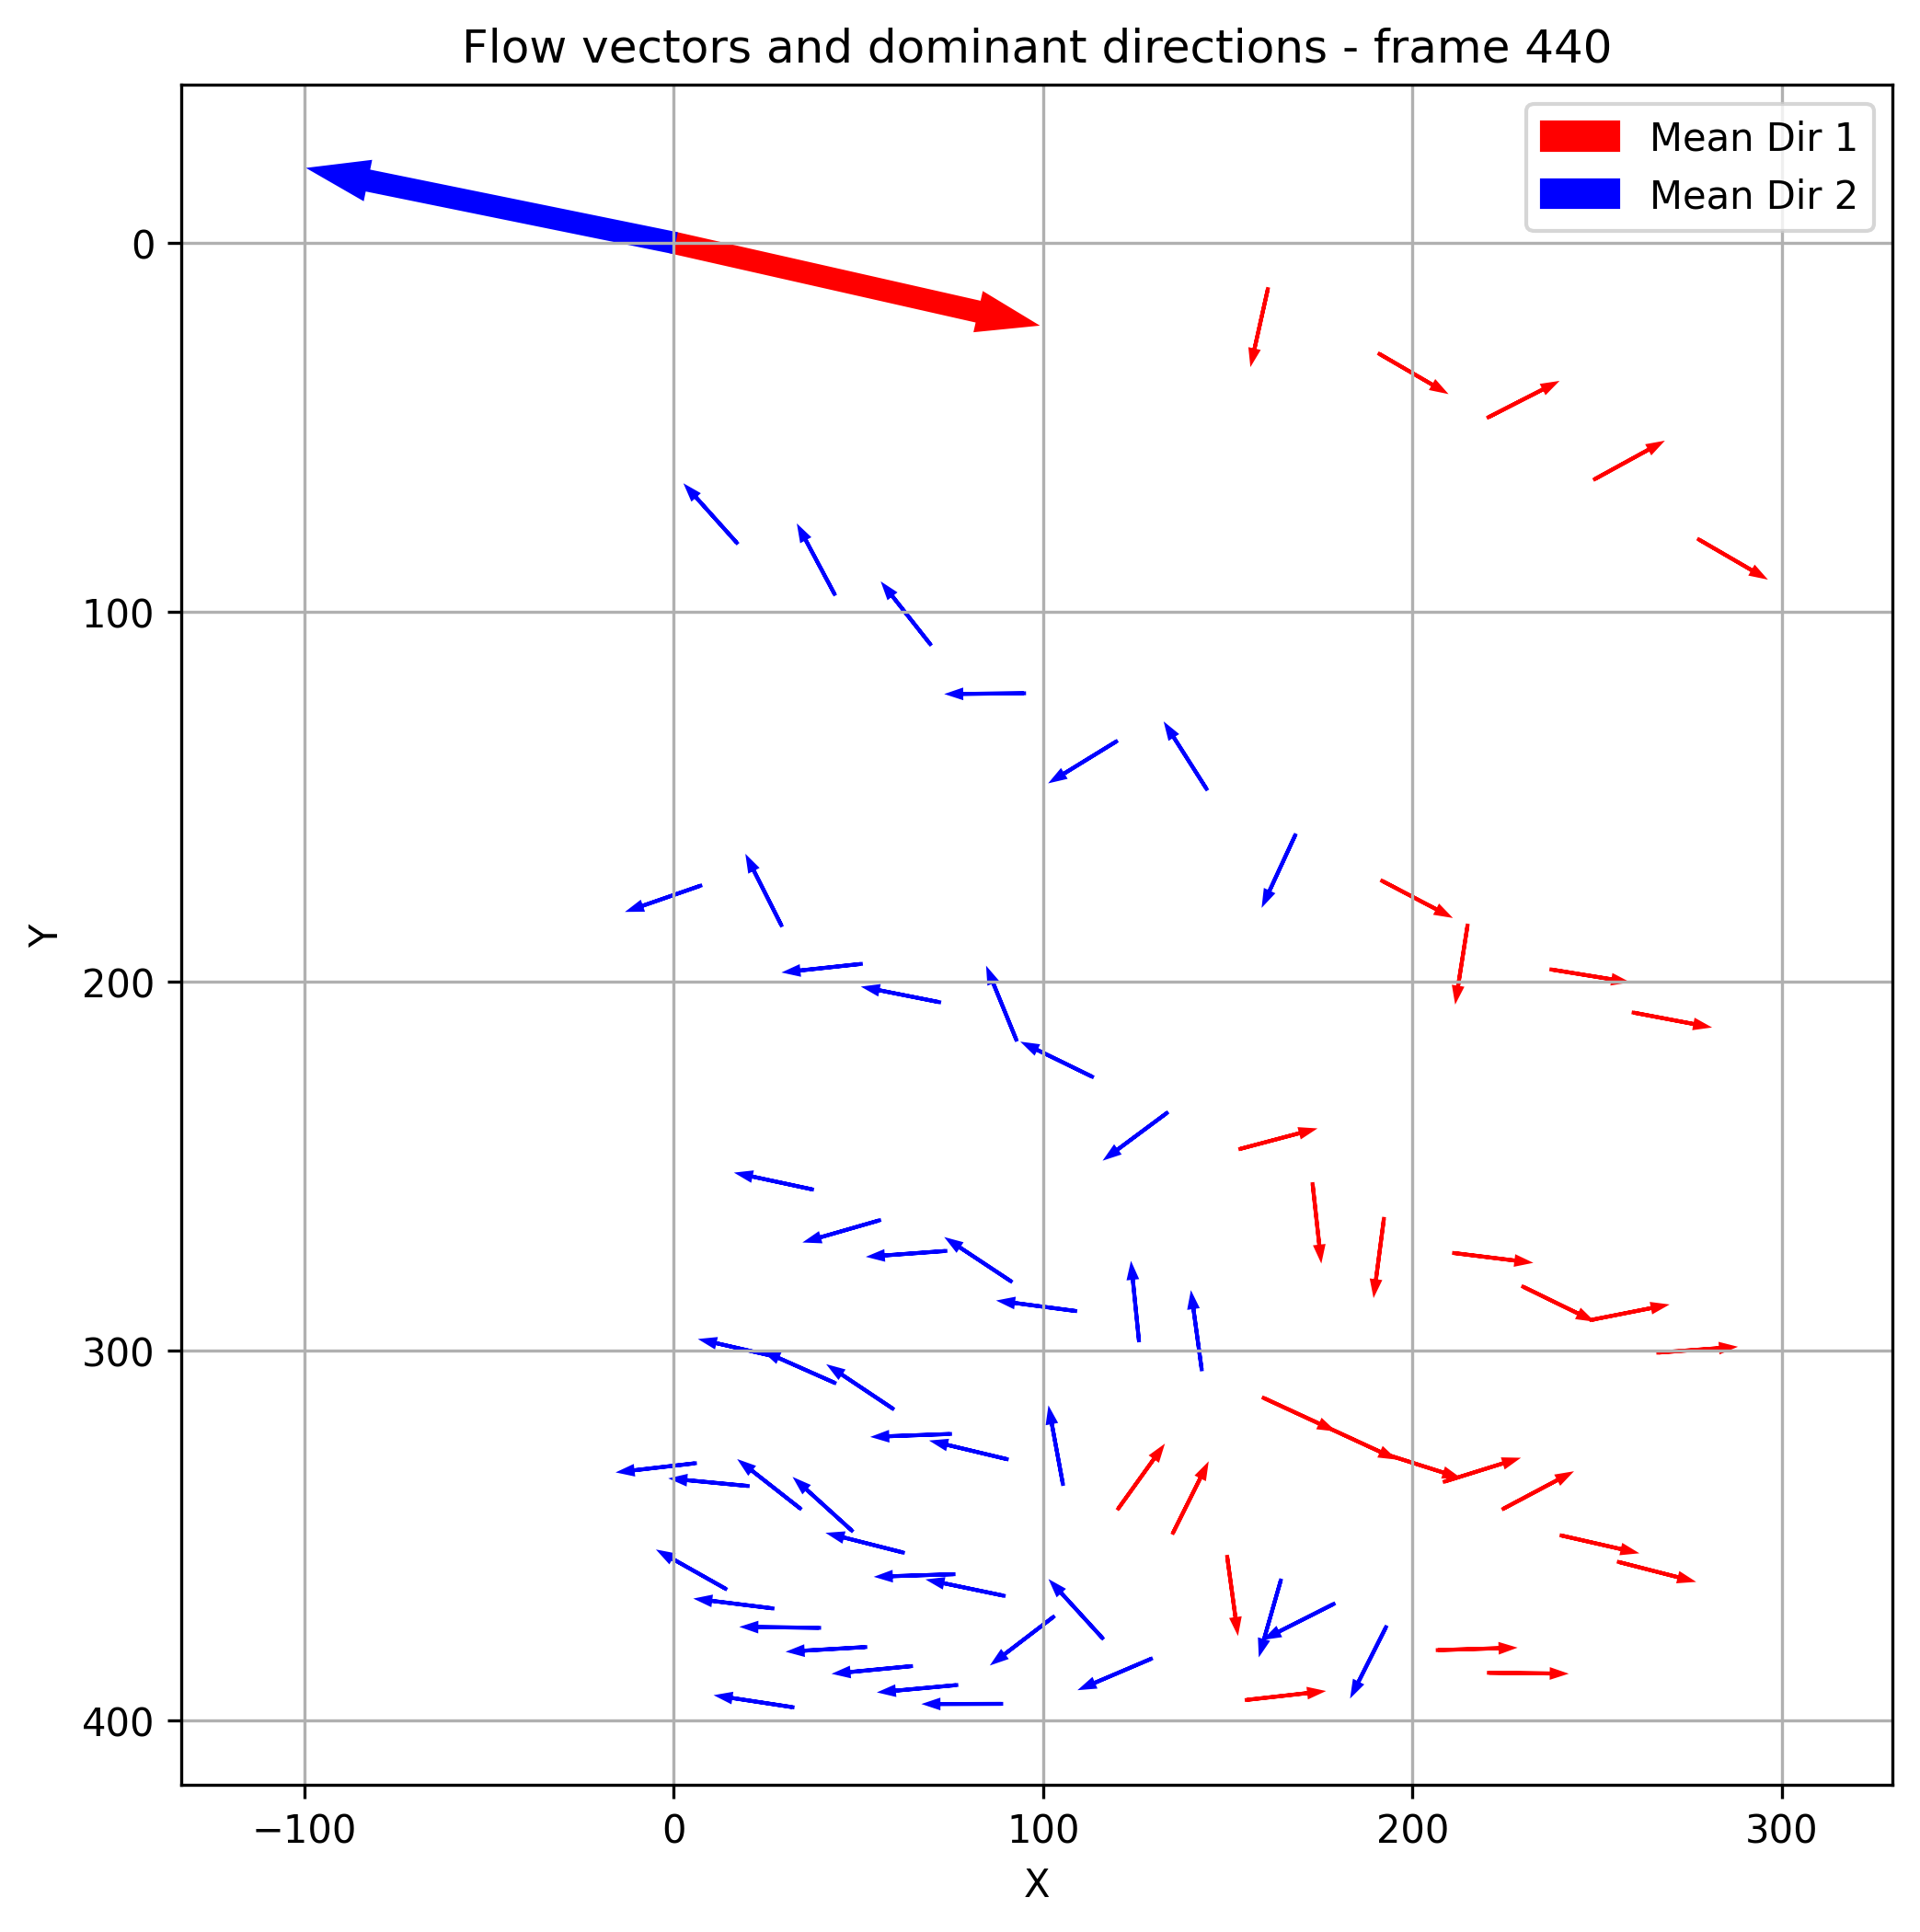 Flow vectors and dominant directions - frame 440
Mean Dir 1
Mean Dir 2
0
100
200
300
400
Y
−100
0
100
200
300
X